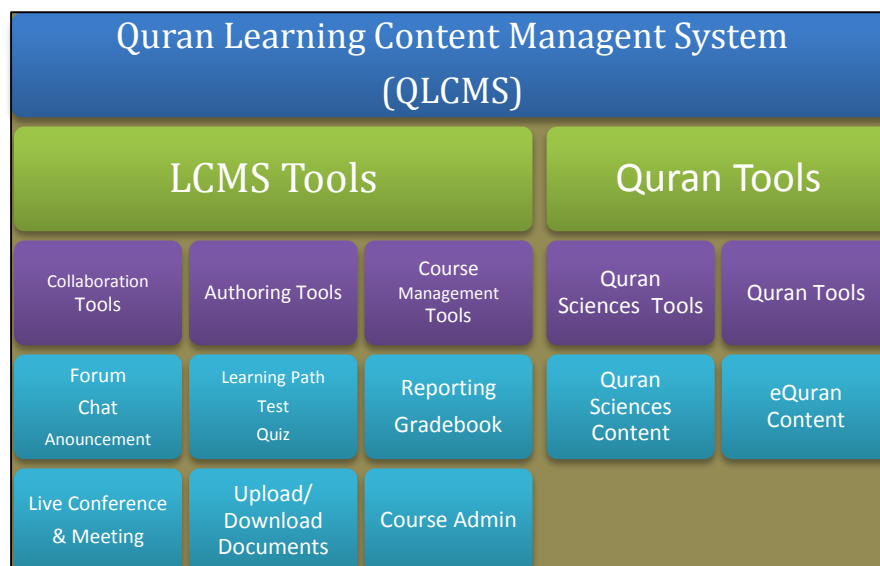 Quran Learning Content Managent System
(QLCMS)
LCMS Tools
Quran Tools
Collaboration
Tools
Authoring Tools
Course
Management
Tools
Quran
Sciences Tools
Quran Tools
Forum
Chat
Anouncement
Learning Path
Test
Quiz
Reporting
Gradebook
Quran
Sciences
Content
eQuran
Content
Live Conference
& Meeting
Upload/
Download
Documents
Course Admin